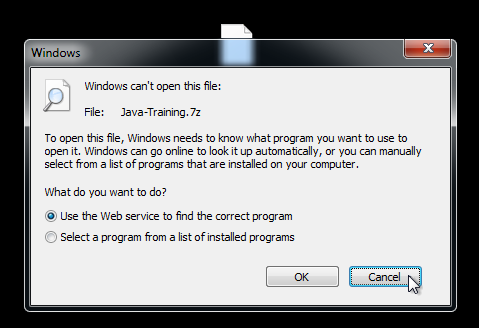 Windows
Windows can't open this file:
File: Java-Training.7z
To open this file, Windows needs to know what program you want to use to
open it. Windows can go online to look it up automatically, or you can manually
select from a list of programs that are installed on your computer.
What do you want to do?
Use the Web service to find the correct program
Select a program from a list of installed programs
OK Cancel